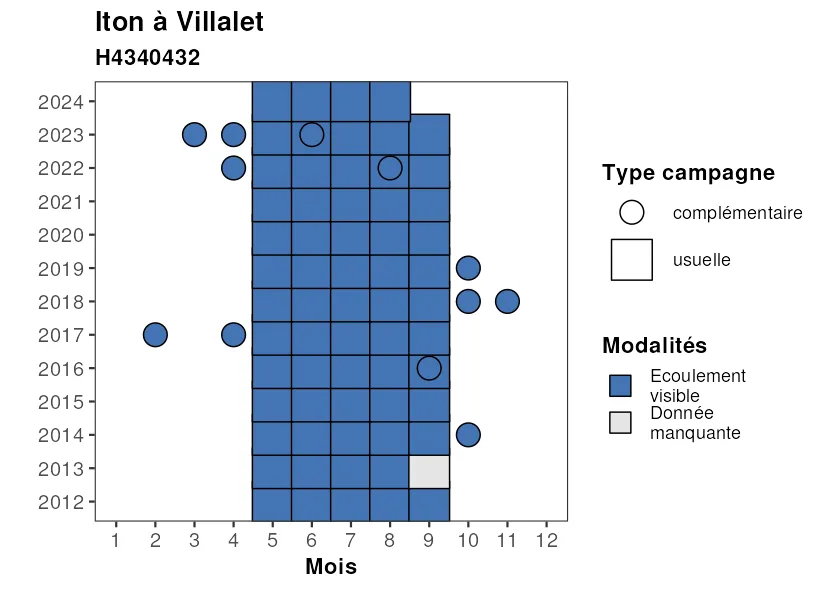 Iton à Villalet
H4340432
2024
2023
2022
2021
2020
2019
2018
2017
2016
2015
2014
2013
2012
1 2 3 4 5 6 7 8 9 10 11 12
Mois
Type campagne
complémentaire
usuelle
Modalités
Ecoulement
visible
Donnée
manquante